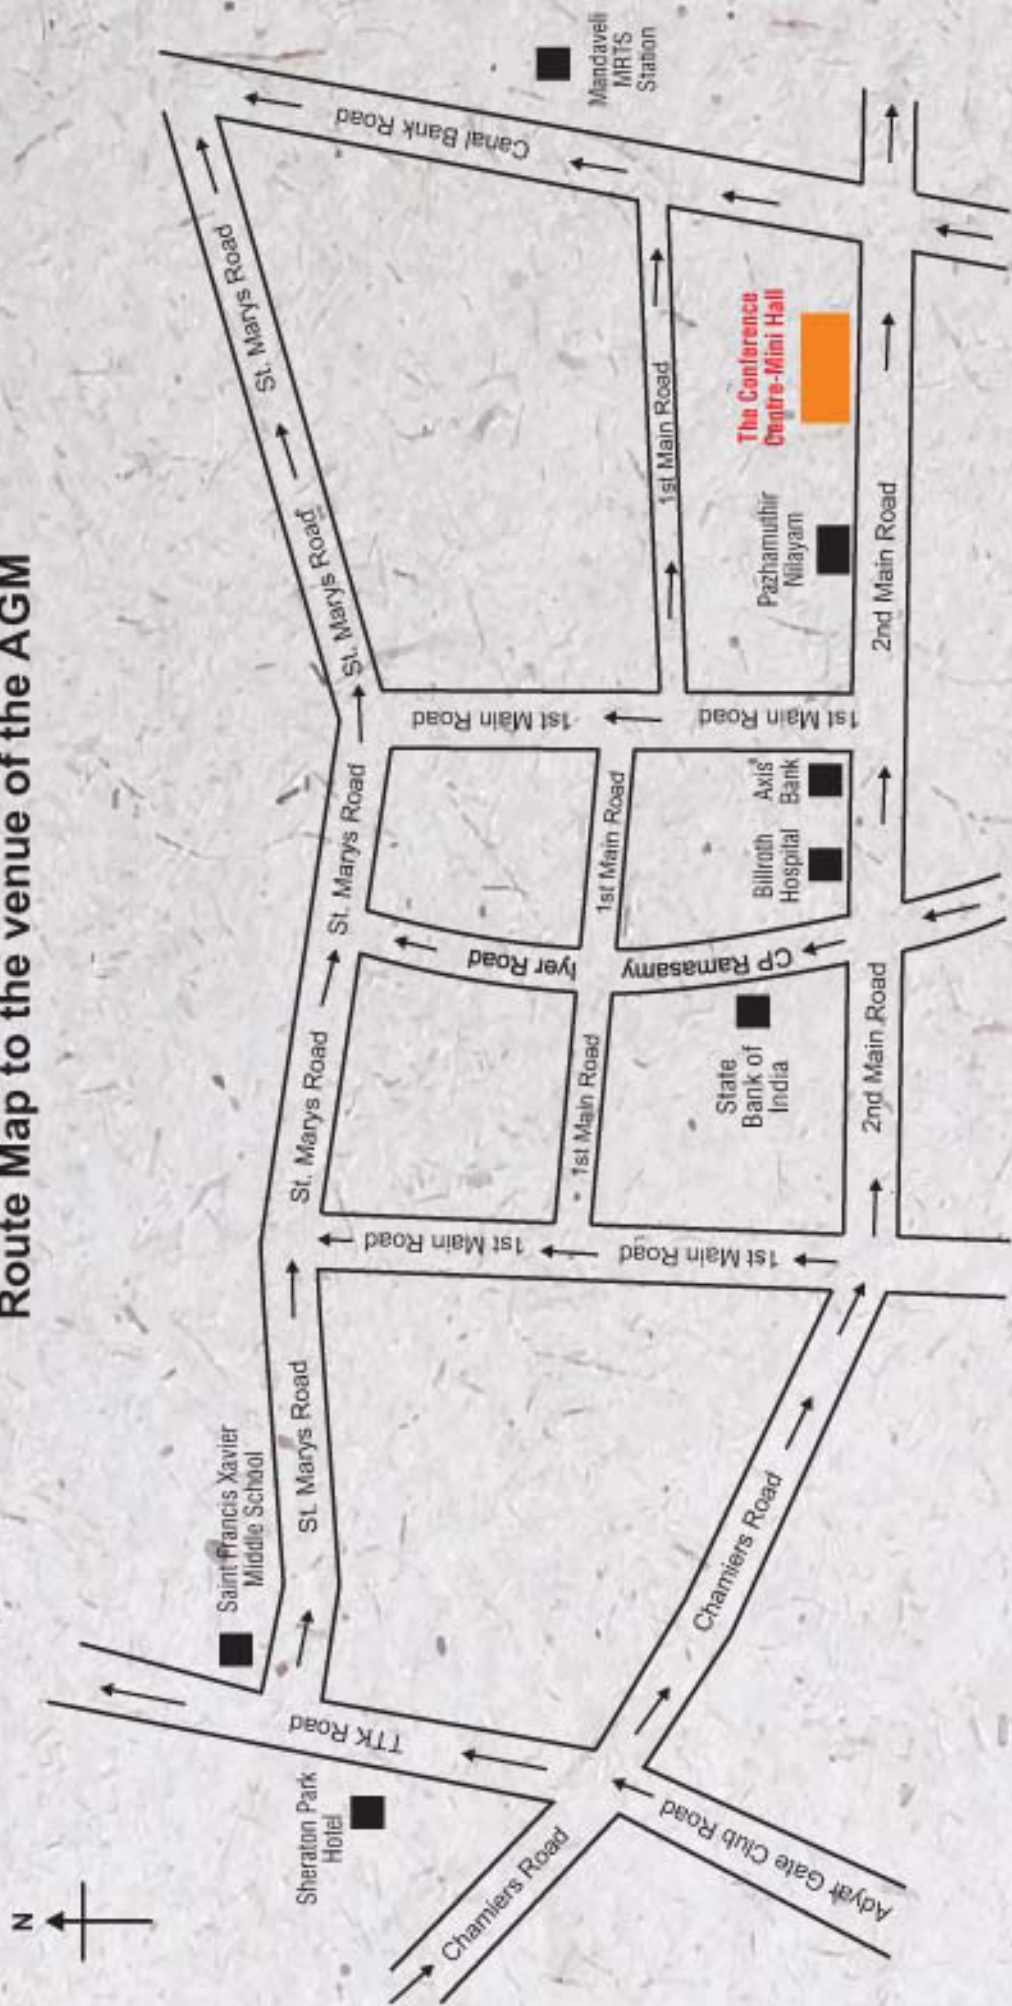 Route Map to the venue of the AGM
N
Sheraton Park
Hotel
Saint Francis Xavier
Middle School
TTK Road
Chamiers Road
Adyar Gate Club Road
Chamiers Road
St. Marys Road
St. Marys Road
St. Marys Road
St. Marys Road
St. Marys Road
1st Main Road
1st Main Road
1st Main Road
1st Main Road
Iyer Road
CP Ramasamy
State
Bank of
India
2nd Main Road
Billroth
Hospital
Axis
Bank
1st Main Road
1st Main Road
1st Main Road
Pazhamuthir
Nilayam
The Conference
Centre-Mini Hall
2nd Main Road
Canal Bank Road
Mandaveli
MRTS
Station